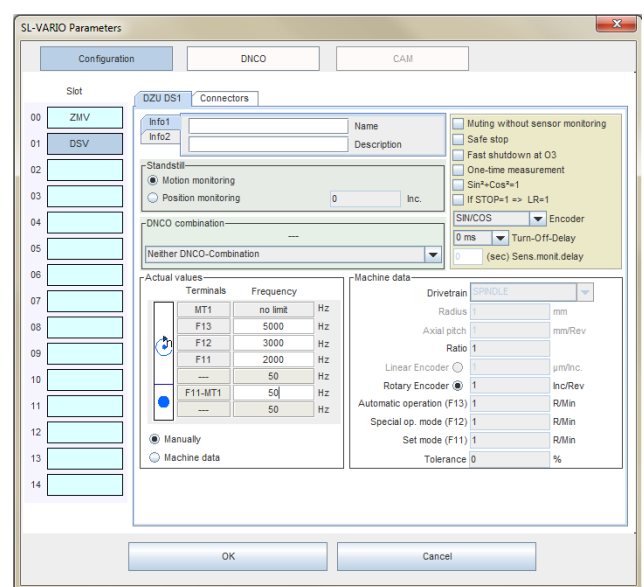 SL-VARIO Parameters
Configuration DNCO CAM
Slot
00 ZMV
01 DSV
02
03
04
05
06
07
08
09
10
11
12
13
14
DZU DS1 Connectors
Info1 Name
Info2 Description
Standstill
Motion monitoring
Position monitoring 0 Inc.
DNCO combination
---
Neither DNCO-Combination
Muting without sensor monitoring
Safe stop
Fast shutdown at O3
One-time measurement
Sin²+Cos²=1
If STOP=1 => LR=1
SIN/COS Encoder
0 ms Turn-Off-Delay
0 (sec) Sens.monit.delay
Actual values
Terminals Frequency
MT1 no limit Hz
F13 5000 Hz
F12 3000 Hz
F11 2000 Hz
--- 50 Hz
F11-MT1 50 Hz
--- 50 Hz
Manually
Machine data
Machine data
Drivetrain SPINDLE
Radius 1 mm
Axial pitch 1 mm/Rev
Ratio 1
Linear Encoder 1 µm/Inc.
Rotary Encoder 1 Inc/Rev
Automatic operation (F13) 1 R/Min
Special op. mode (F12) 1 R/Min
Set mode (F11) 1 R/Min
Tolerance 0 %
OK Cancel